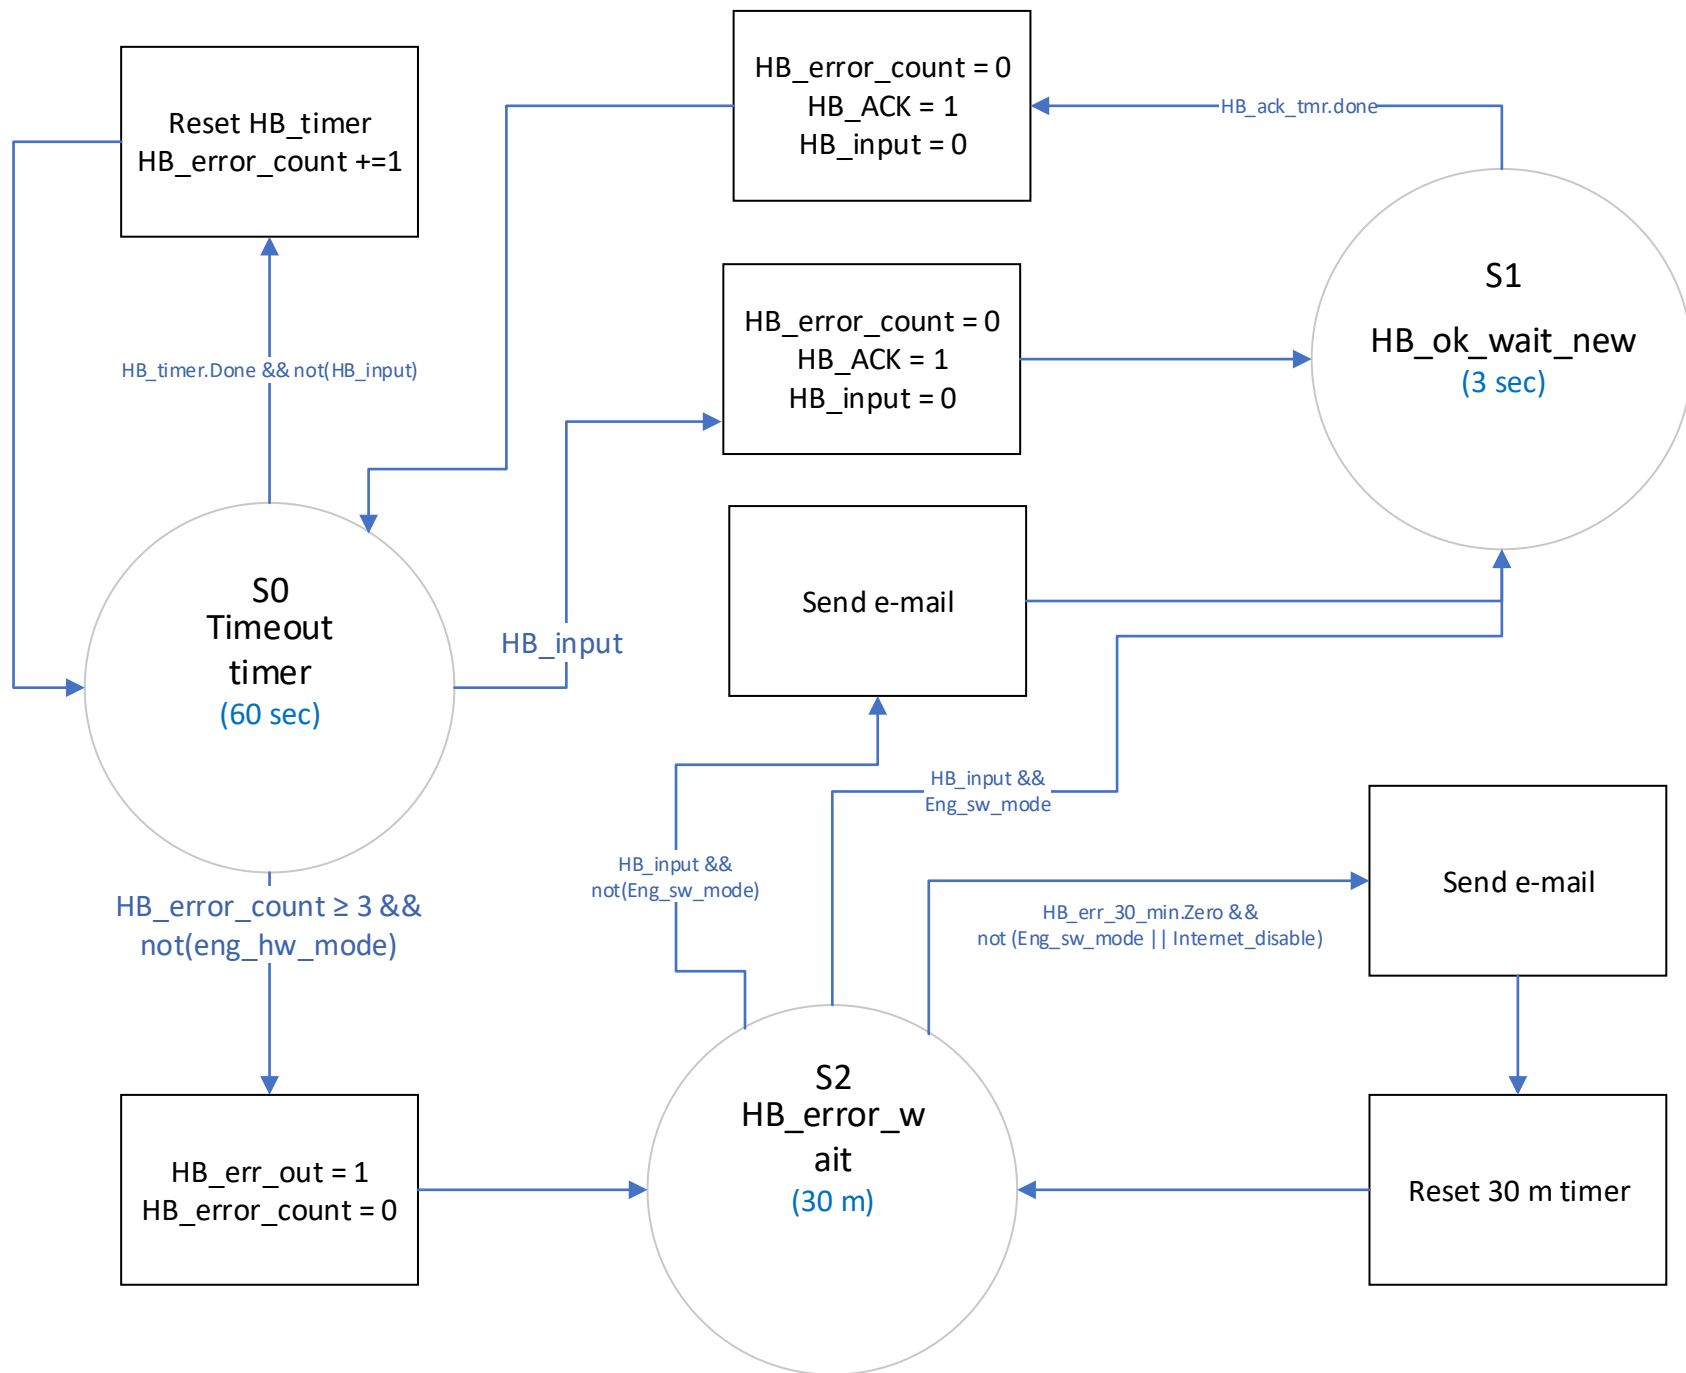 HB_error_count = 0
HB_ACK = 1
HB_input = 0
HB_ack_tmr.done
Reset HB_timer
HB_error_count +=1
S1
HB_ok_wait_new
(3 sec)
HB_error_count = 0
HB_ACK = 1
HB_input = 0
HB_timer.Done && not(HB_input)
S0
Timeout
timer
(60 sec)
HB_input
Send e-mail
HB_input &&
Eng_sw_mode
HB_input &&
not(Eng_sw_mode)
Send e-mail
HB_error_count ≥ 3 &&
not(eng_hw_mode)
HB_err_30_min.Zero &&
not (Eng_sw_mode || Internet_disable)
S2
HB_error_w
ait
(30 m)
HB_err_out = 1
HB_error_count = 0
Reset 30 m timer